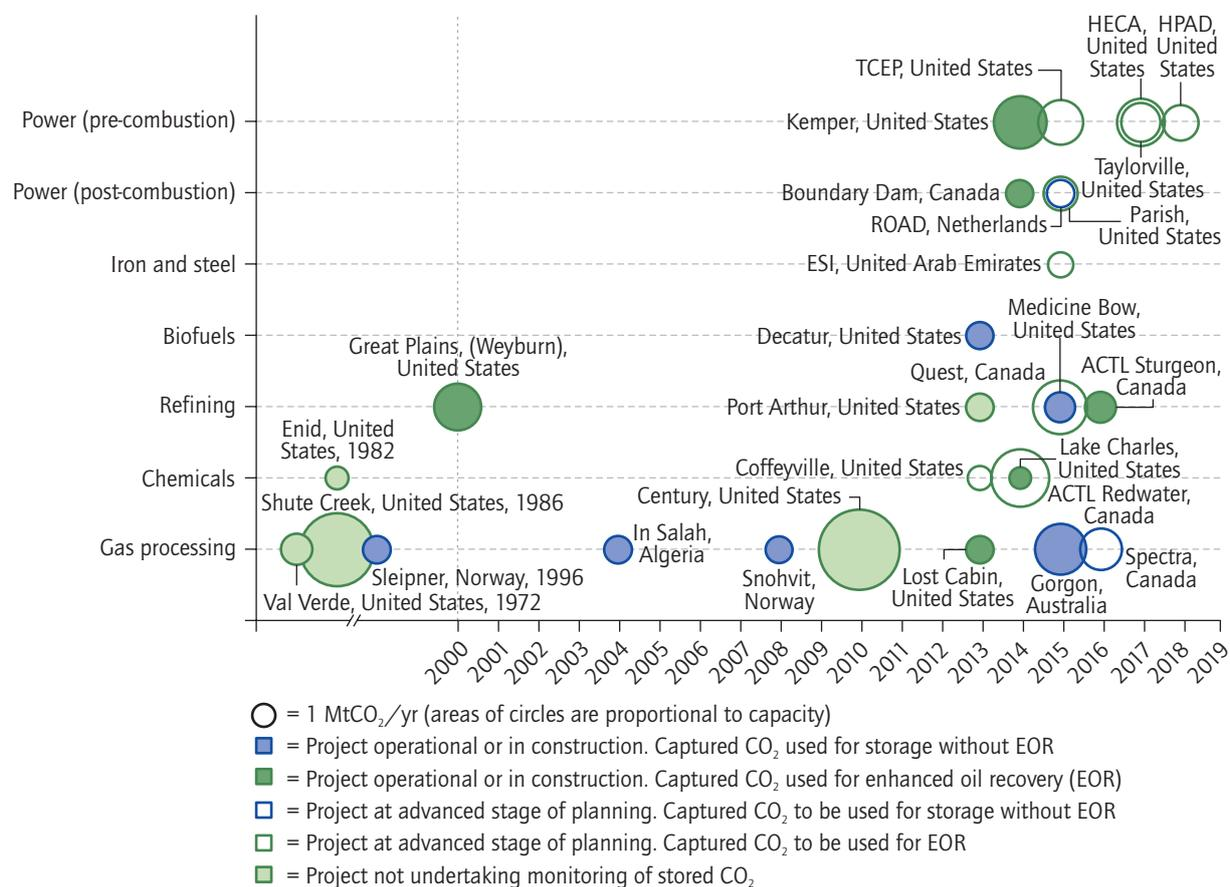 HECA,
United
States
HPAD,
United
States
TCEP, United States
Power (pre-combustion)
Kemper, United States
Taylorville,
United States
Power (post-combustion)
Boundary Dam, Canada
ROAD, Netherlands
Parish,
United States
Iron and steel
ESI, United Arab Emirates
Medicine Bow,
United States
Biofuels
Decatur, United States
Great Plains, (Weyburn),
United States
Quest, Canada
ACTL Sturgeon,
Canada
Refining
Port Arthur, United States
Enid, United
States, 1982
Lake Charles,
United States
Chemicals
Coffeyville, United States
Shute Creek, United States, 1986
Century, United States
ACTL Redwater,
Canada
Gas processing
In Salah,
Algeria
Sleipner, Norway, 1996
Val Verde, United States, 1972
Snohvit,
Norway
Lost Cabin,
United States
Gorgon,
Australia
Spectra,
Canada
2000 2001 2002 2003 2004 2005 2006 2007 2008 2009 2010 2011 2012 2013 2014 2015 2016 2017 2018 2019
= 1 MtCO₂/yr (areas of circles are proportional to capacity)
= Project operational or in construction. Captured CO₂ used for storage without EOR
= Project operational or in construction. Captured CO₂ used for enhanced oil recovery (EOR)
= Project at advanced stage of planning. Captured CO₂ to be used for storage without EOR
= Project at advanced stage of planning. Captured CO₂ to be used for EOR
= Project not undertaking monitoring of stored CO₂